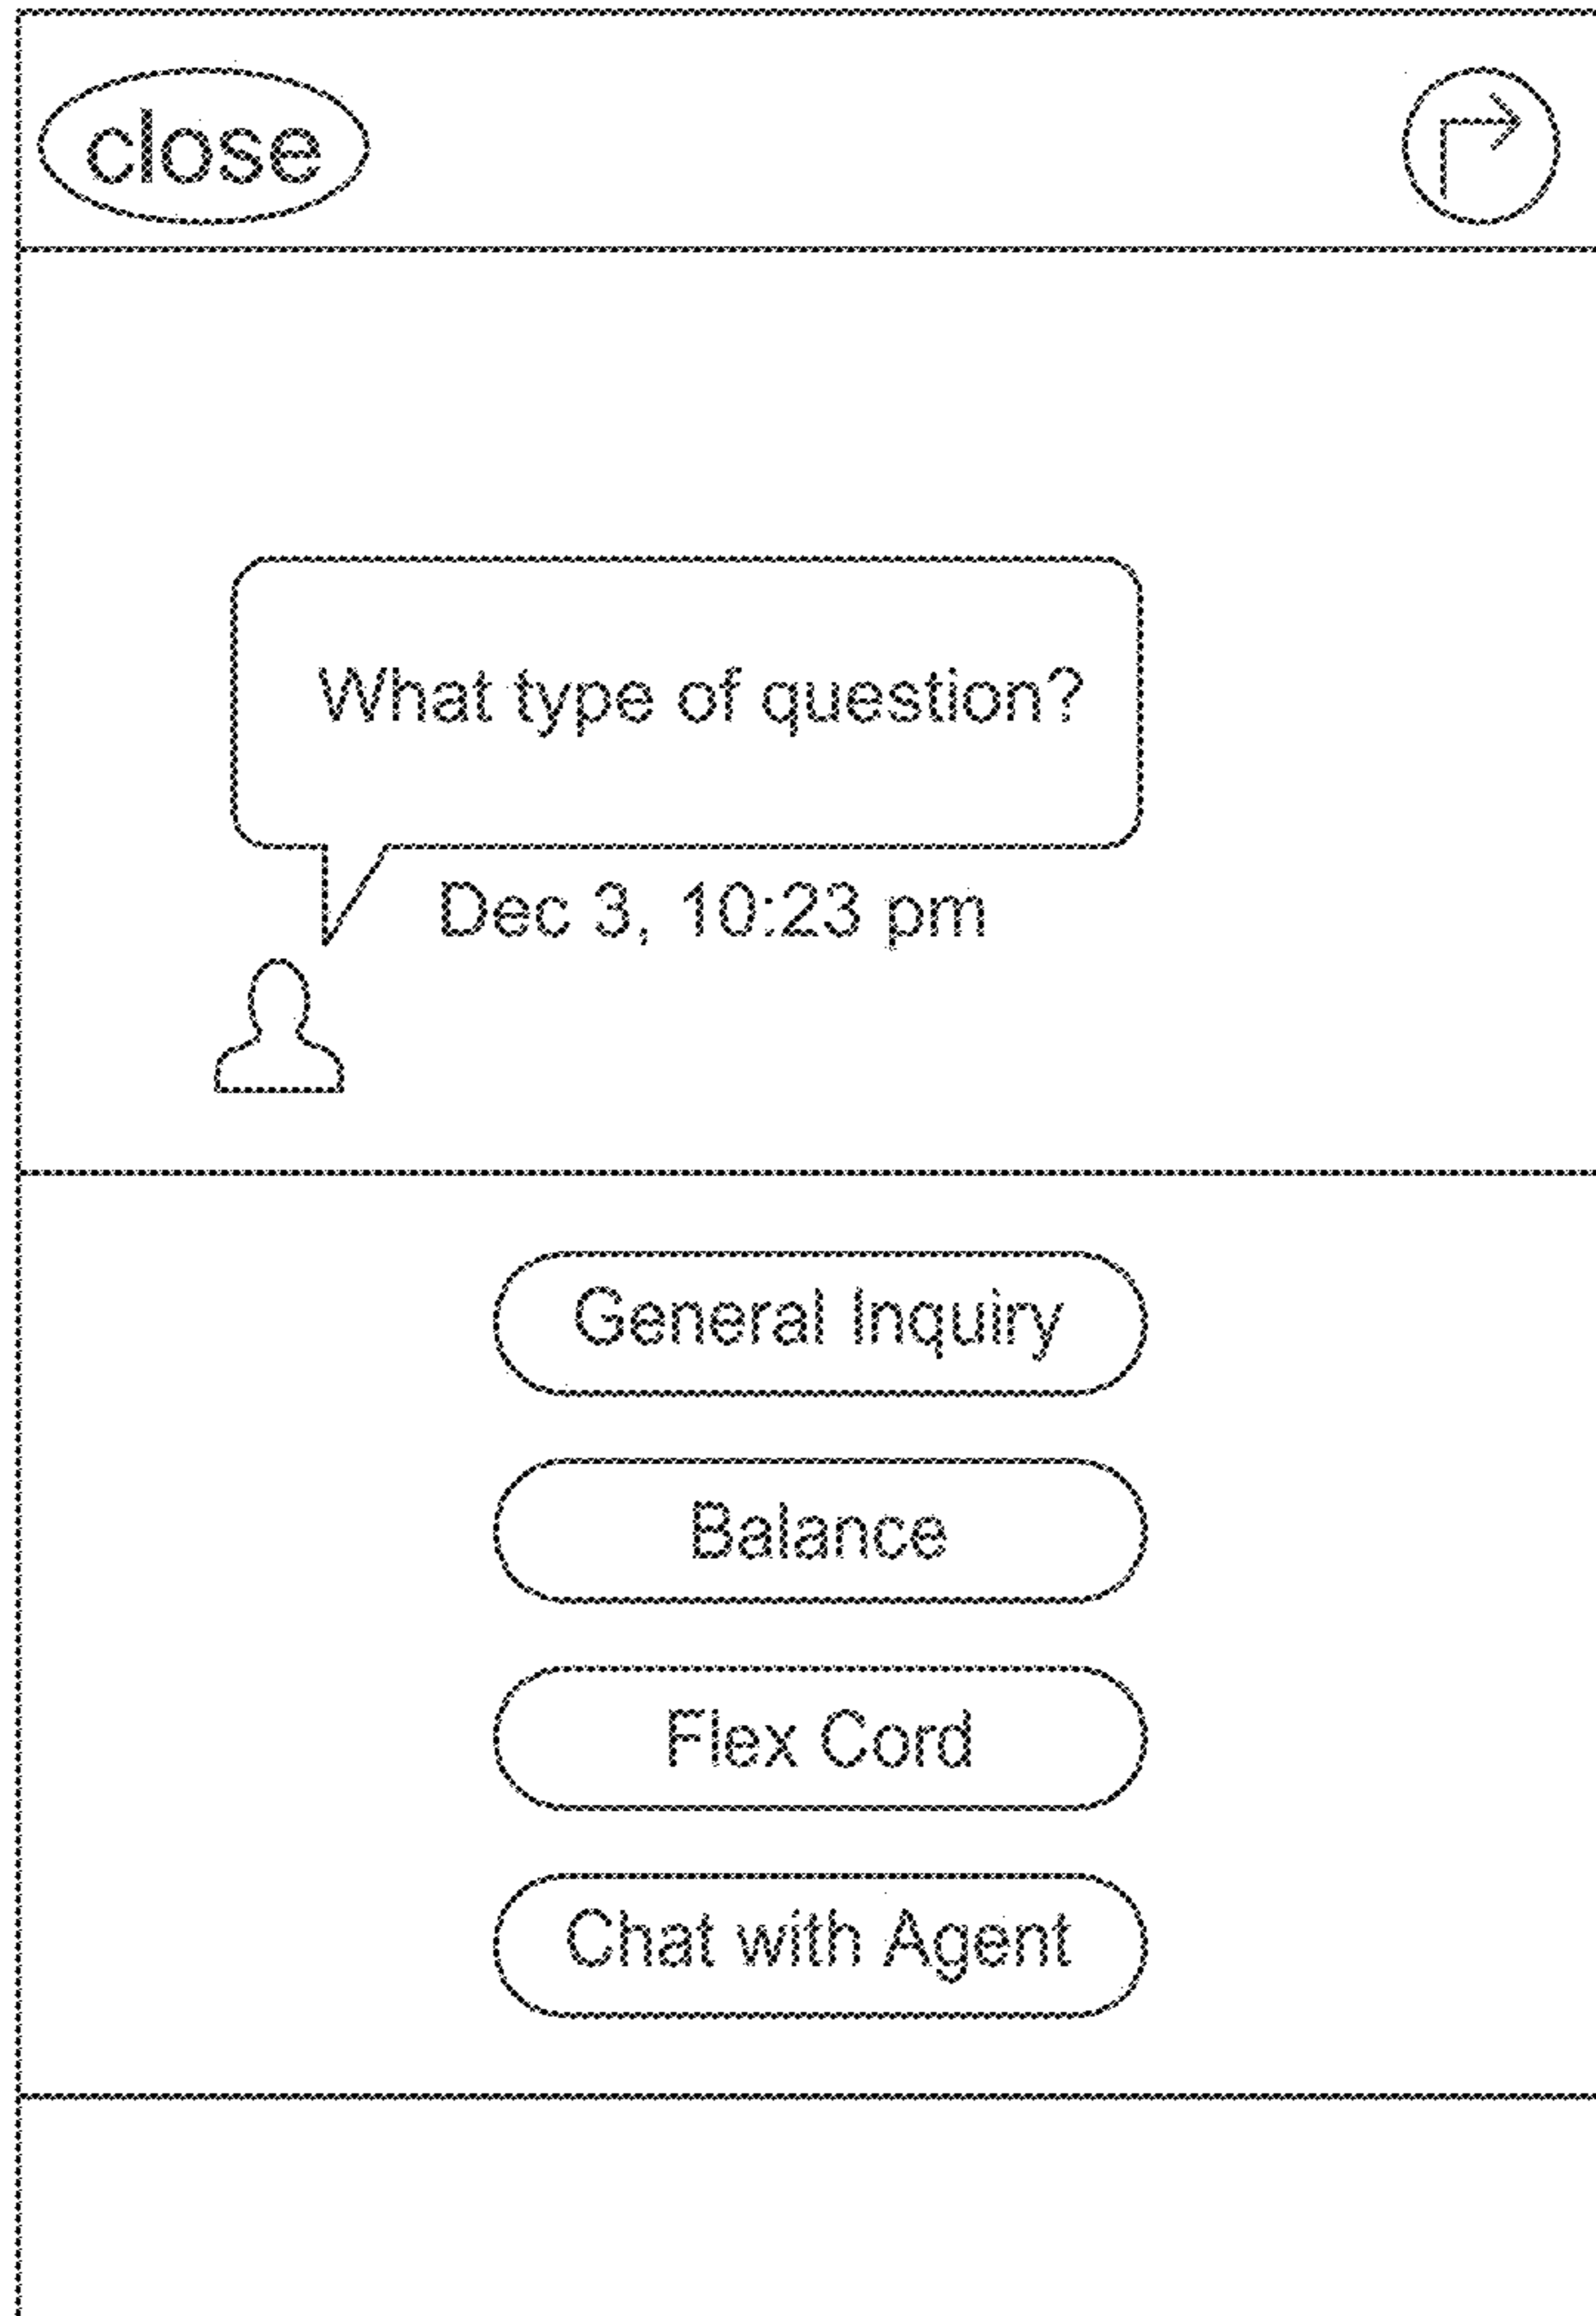 close
What type of question?
Dec 3, 10:23 pm
General Inquiry
Balance
Flex Cord
Chat with Agent